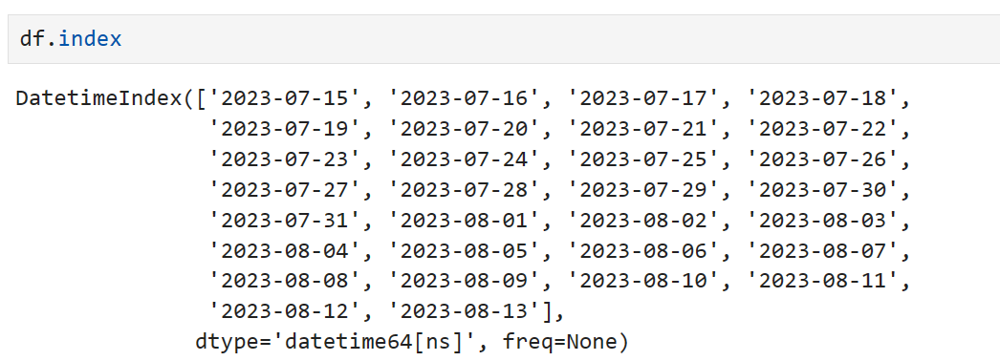 df.index
DatetimeIndex(['2023-07-15', '2023-07-16', '2023-07-17', '2023-07-18',
'2023-07-19', '2023-07-20', '2023-07-21', '2023-07-22',
'2023-07-23', '2023-07-24', '2023-07-25', '2023-07-26',
'2023-07-27', '2023-07-28', '2023-07-29', '2023-07-30',
'2023-07-31', '2023-08-01', '2023-08-02', '2023-08-03',
'2023-08-04', '2023-08-05', '2023-08-06', '2023-08-07',
'2023-08-08', '2023-08-09', '2023-08-10', '2023-08-11',
'2023-08-12', '2023-08-13'],
dtype='datetime64[ns]', freq=None)